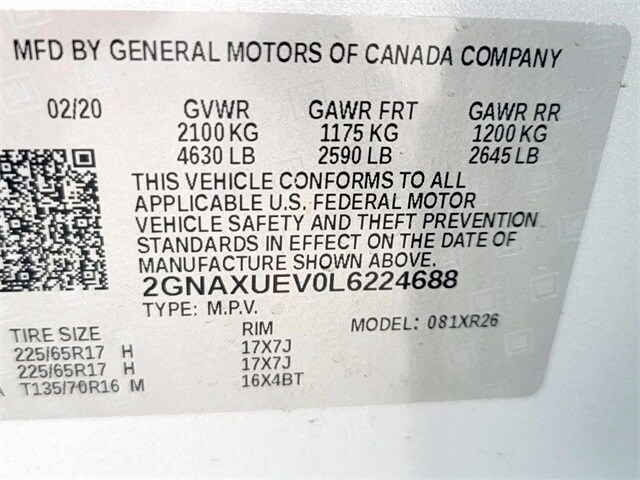 MFD BY GENERAL MOTORS OF CANADA COMPANY
02/20 GVWR GAWR FRT GAWR RR
2100 KG 1175 KG 1200 KG
4630 LB 2590 LB 2645 LB
THIS VEHICLE CONFORMS TO ALL
APPLICABLE U.S. FEDERAL MOTOR
VEHICLE SAFETY AND THEFT PREVENTION
STANDARDS IN EFFECT ON THE DATE OF
MANUFACTURE SHOWN ABOVE.
2GNAXUEV0L6224688
TYPE: M.P.V.
MODEL: 081XR26
TIRE SIZE RIM
225/65R17 H 17X7J
225/65R17 H 17X7J
T135/70R16 M 16X4BT